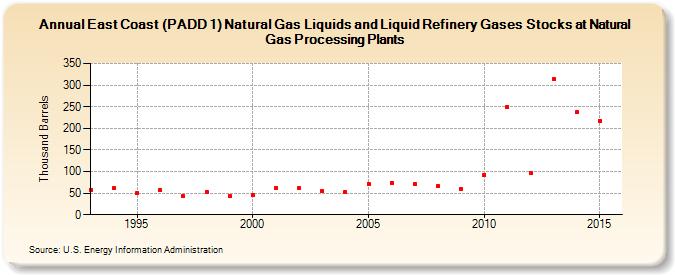 Annual East Coast (PADD 1) Natural Gas Liquids and Liquid Refinery Gases Stocks at Natural
Gas Processing Plants
Thousand Barrels
350
300
250
200
150
100
50
0
1995 2000 2005 2010 2015
Source: U.S. Energy Information Administration